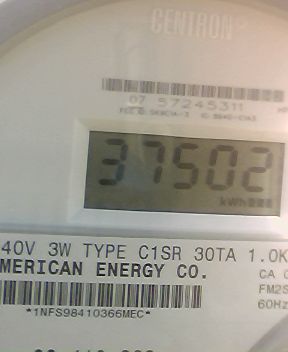 CENTRON
07 57245311
37502
kWh
40V 3W TYPE C1SR 30TA 1.0K
MERICAN ENERGY CO.
CA
FM2S
60Hz
*1NFS98410366MEC*